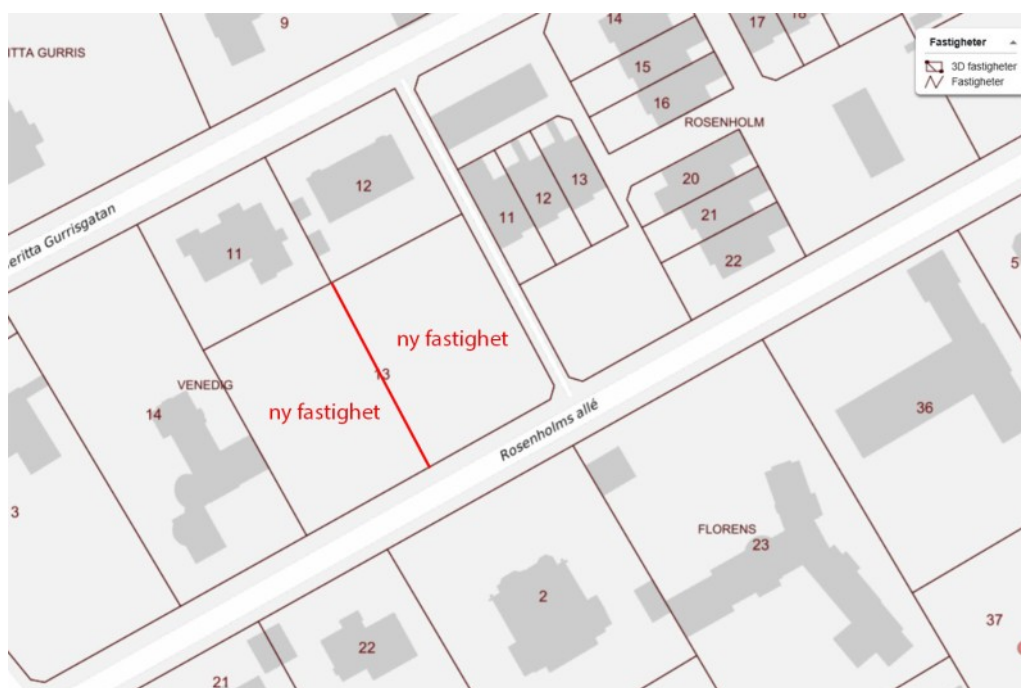 9
14
17
18
ITTA GURRIS
Fastigheter
3D fastigheter
Fastigheter
15
16
ROSENHOLM
12
13
12
11
20
21
22
11
5
eritta Gurrisgatan
ny fastighet
13
VENEDIG
14
ny fastighet
Rosenholms allé
36
3
FLORENS
23
2
37
22
21